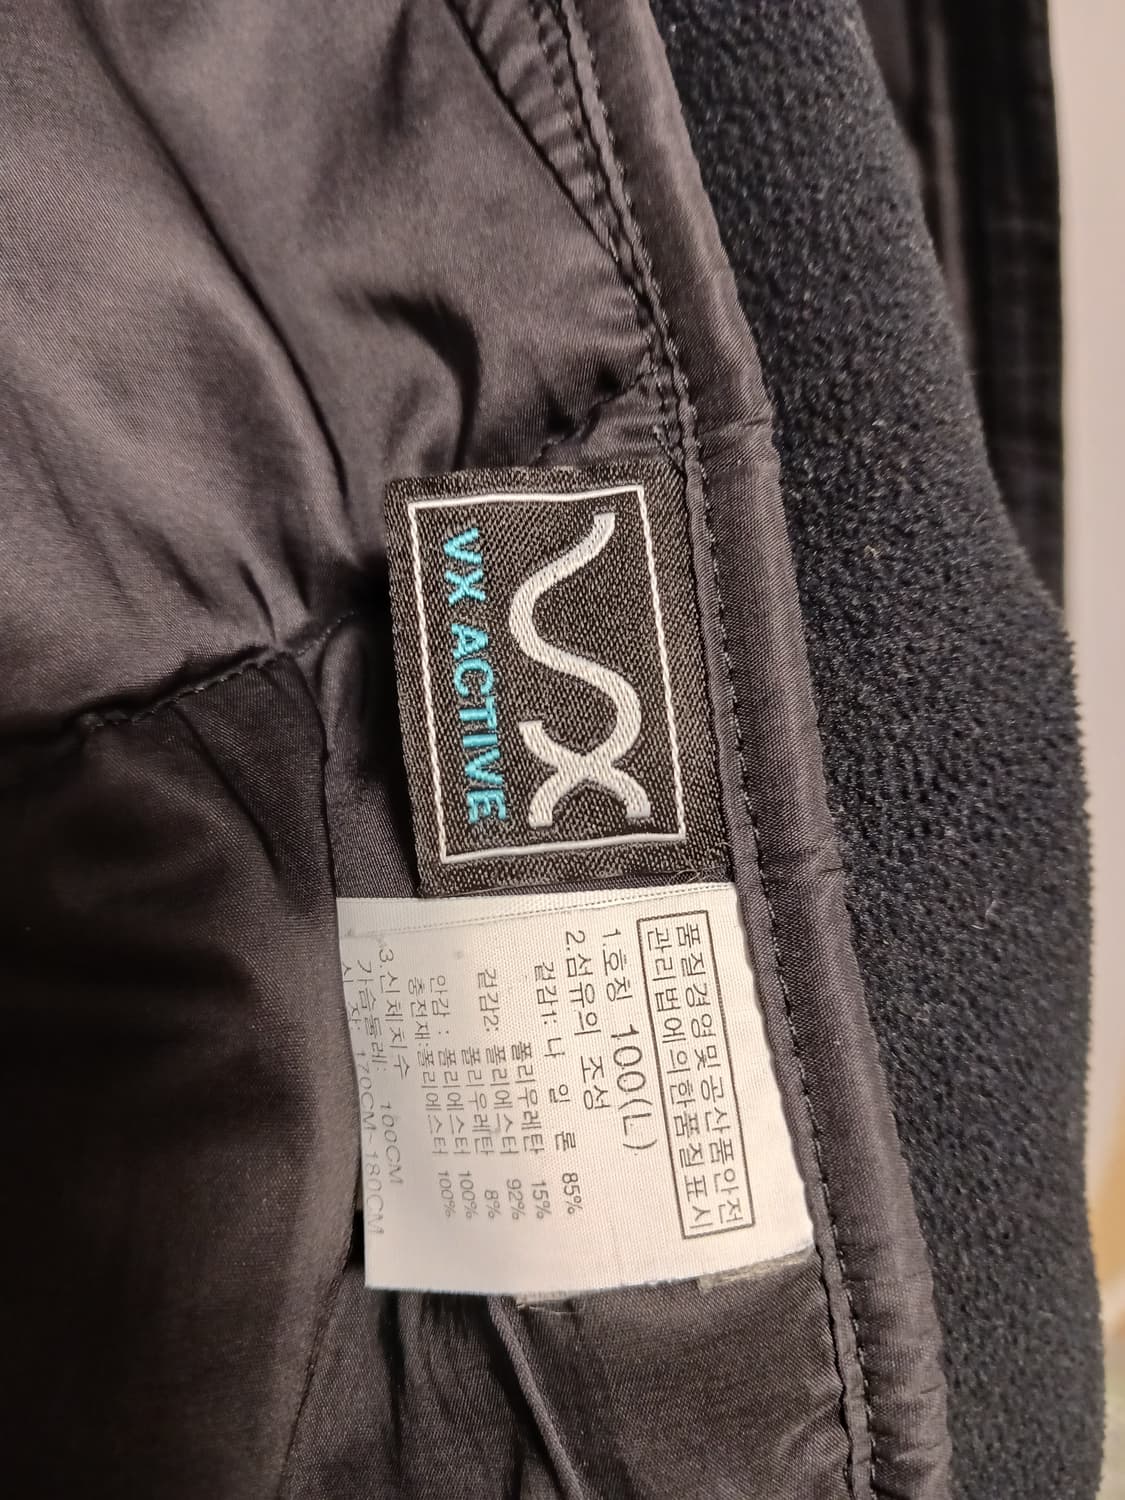 VX ACTIVE
품질경영및공산품안전
관리법에의한품질표시
1.호칭 100(L)
2.섬유의 조성
겉감1: 나 일 론 85%
폴리우레탄 15%
겉감2: 폴리에스터 92%
폴리우레탄 8%
안감 : 폴리에스터 100%
충전재:폴리에스터 100%
3.신체치수
가슴둘레: 100CM
신 장: 170CM~180CM